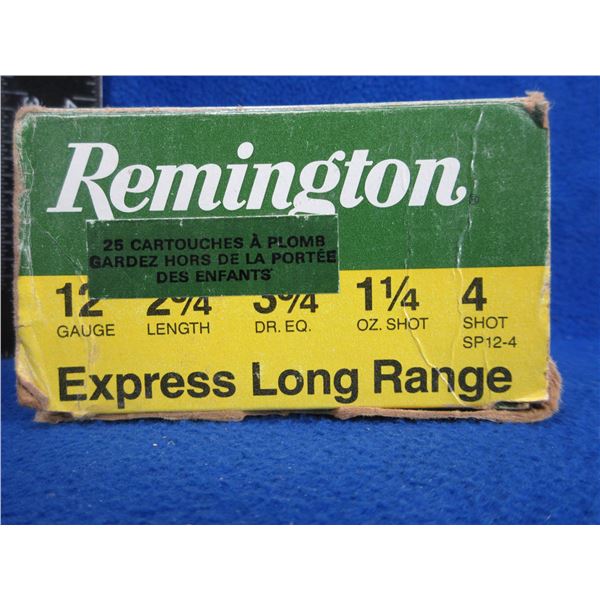 Remington
25 CARTOUCHES À PLOMB
GARDEZ HORS DE LA PORTÉE
DES ENFANTS
12 2¾ 3¾ 1¼ 4
GAUGE LENGTH DR. EQ. OZ. SHOT SHOT
SP12-4
Express Long Range